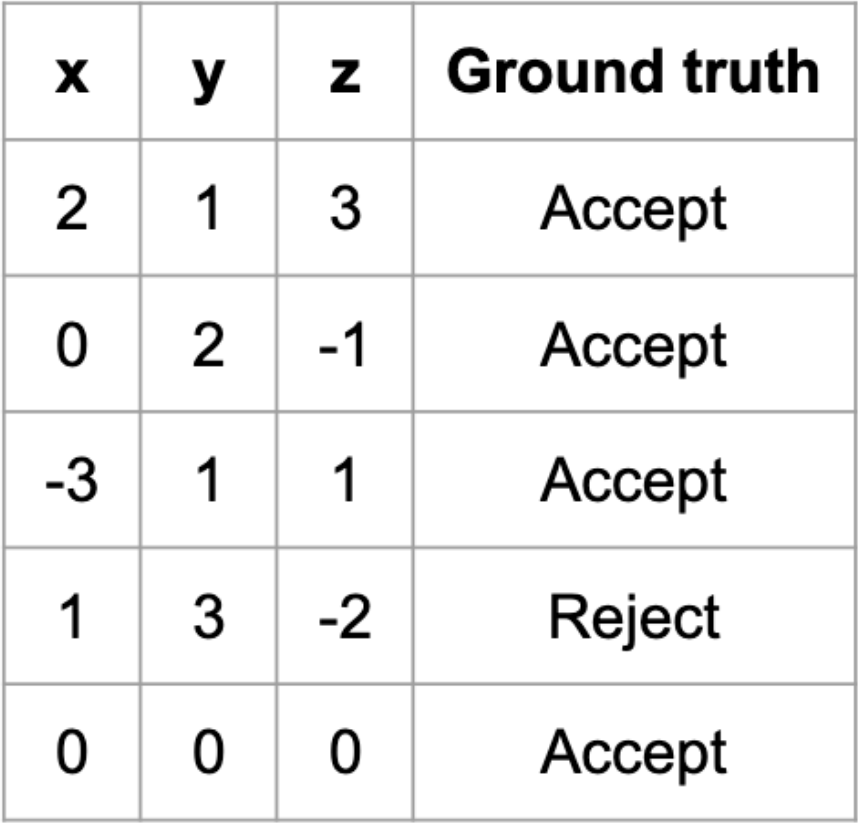 x y z Ground truth
2 1 3 Accept
0 2 -1 Accept
-3 1 1 Accept
1 3 -2 Reject
0 0 0 Accept